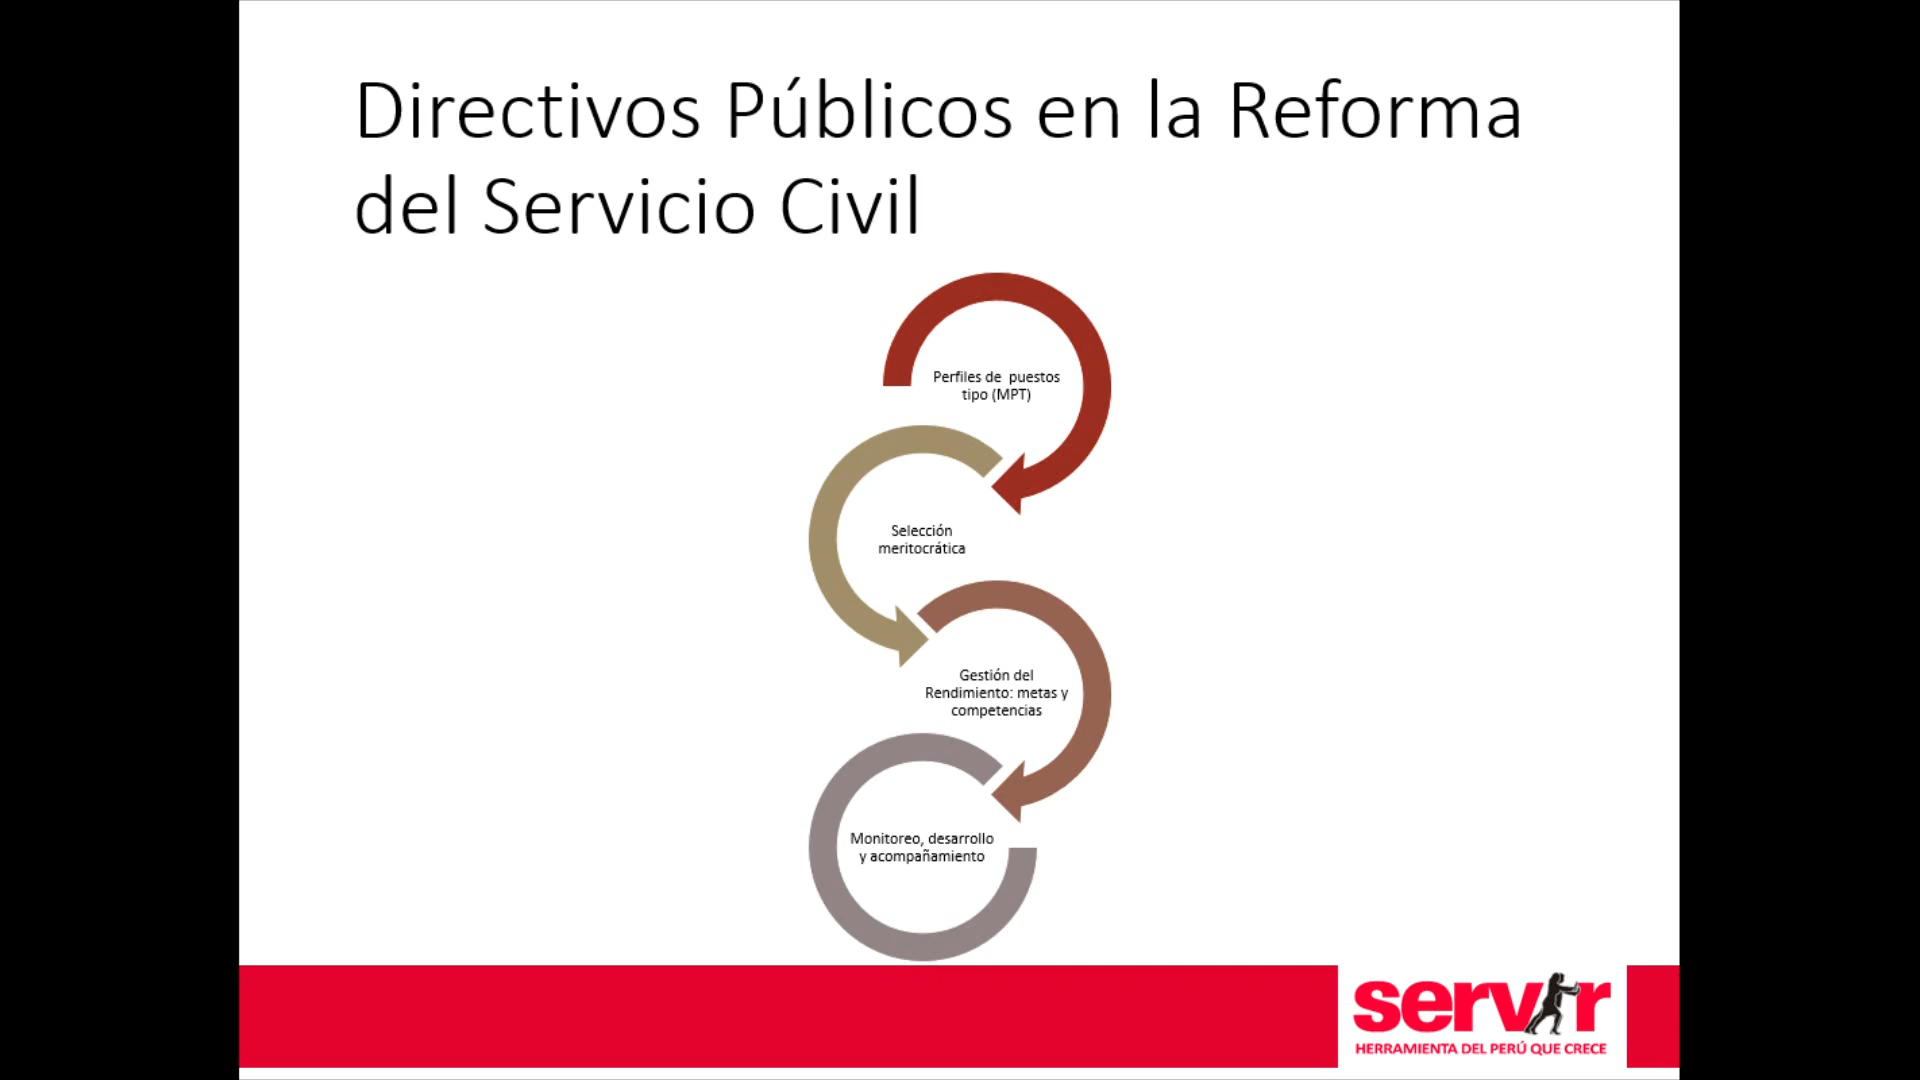 Directivos Públicos en la Reforma
del Servicio Civil
Perfiles de puestos
tipo (MPT)
Selección
meritocrática
Gestión del
Rendimiento: metas y
competencias
Monitoreo, desarrollo
y acompañamiento
servir
HERRAMIENTA DEL PERÚ QUE CRECE